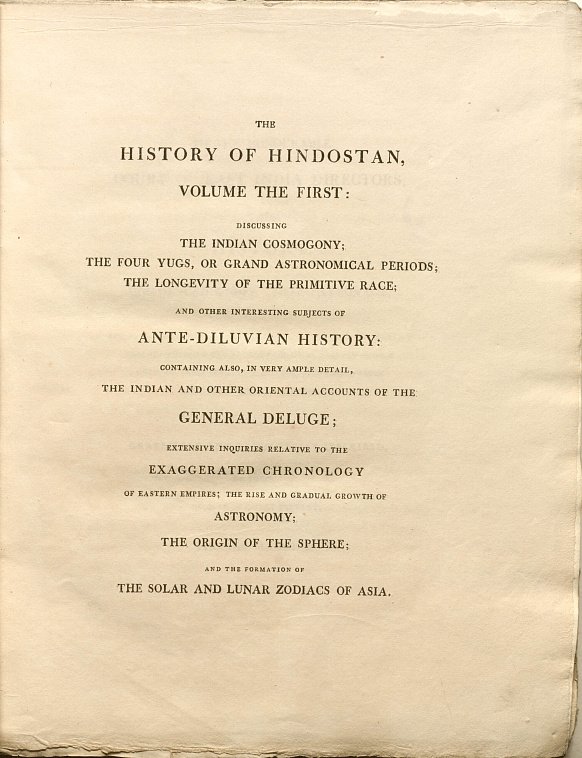 THE
HISTORY OF HINDOSTAN,
VOLUME THE FIRST:
DISCUSSING
THE INDIAN COSMOGONY;
THE FOUR YUGS, OR GRAND ASTRONOMICAL PERIODS;
THE LONGEVITY OF THE PRIMITIVE RACE;
AND OTHER INTERESTING SUBJECTS OF
ANTE-DILUVIAN HISTORY:
CONTAINING ALSO, IN VERY AMPLE DETAIL,
THE INDIAN AND OTHER ORIENTAL ACCOUNTS OF THE
GENERAL DELUGE;
EXTENSIVE INQUIRIES RELATIVE TO THE
EXAGGERATED CHRONOLOGY
OF EASTERN EMPIRES; THE RISE AND GRADUAL GROWTH OF
ASTRONOMY;
THE ORIGIN OF THE SPHERE;
AND THE FORMATION OF
THE SOLAR AND LUNAR ZODIACS OF ASIA.